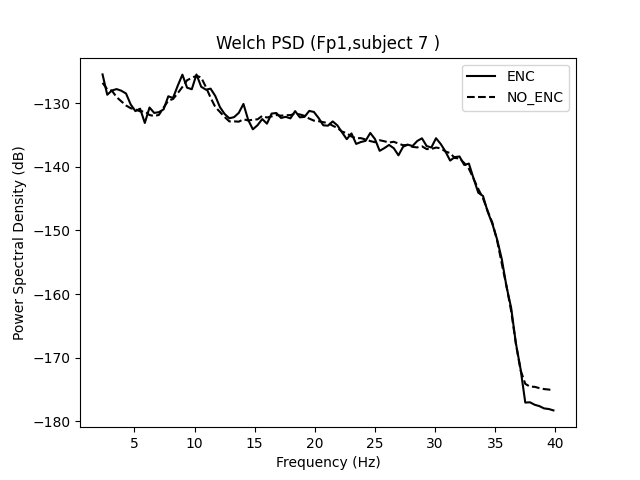 Welch PSD (Fp1,subject 7 )
ENC
NO_ENC
−130
−140
−150
−160
−170
−180
Power Spectral Density (dB)
5 10 15 20 25 30 35 40
Frequency (Hz)